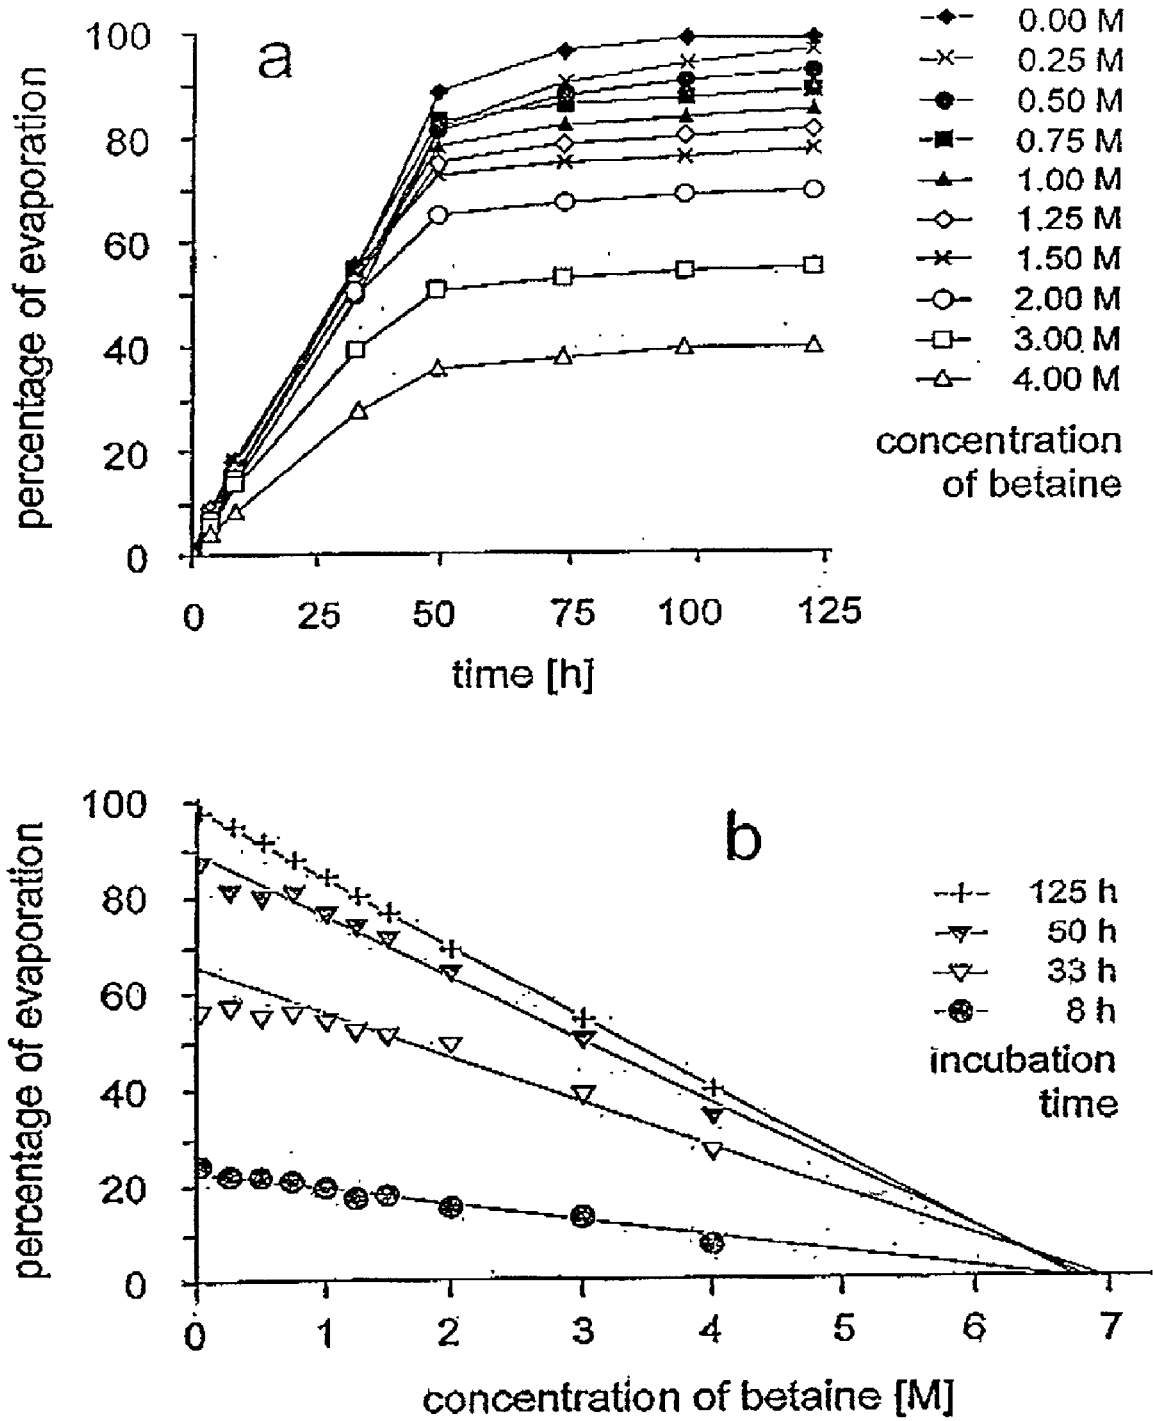 a
percentage of evaporation
100
80
60
40
20
0
0 25 50 75 100 125
time [h]
0.00 M
0.25 M
0.50 M
0.75 M
1.00 M
1.25 M
1.50 M
2.00 M
3.00 M
4.00 M
concentration
of betaine
b
percentage of evaporation
100
80
60
40
20
0
0 1 2 3 4 5 6 7
concentration of betaine [M]
125 h
50 h
33 h
8 h
incubation
time